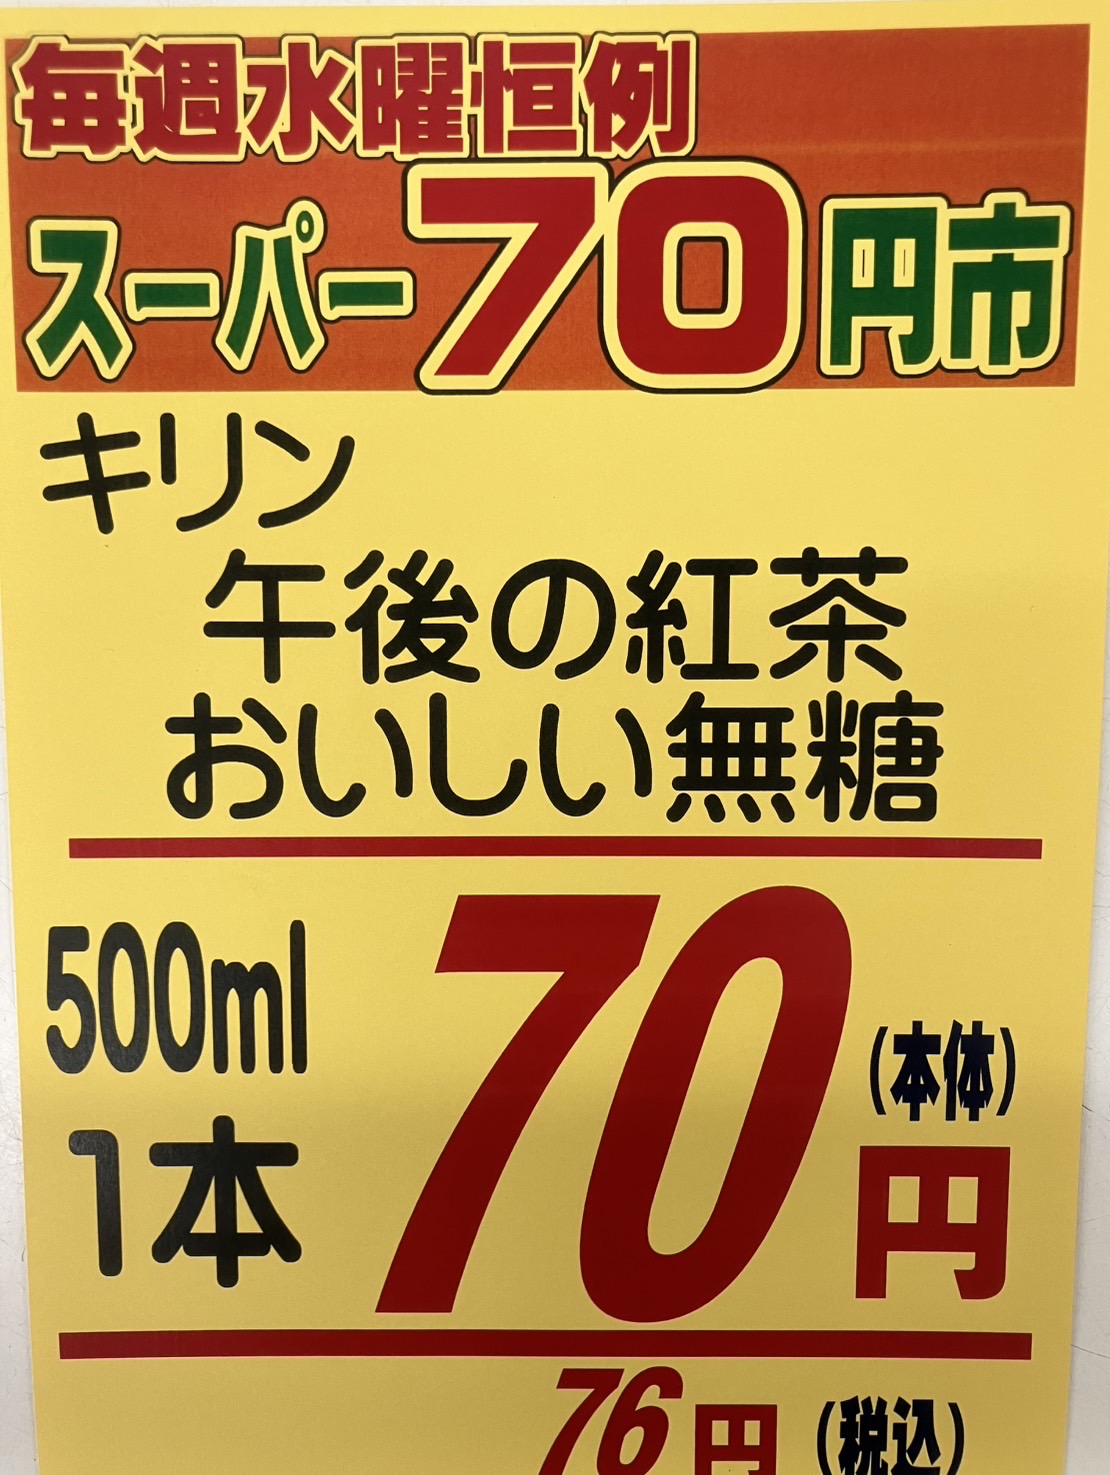 毎週水曜恒例
スーパー70円市
キリン
午後の紅茶
おいしい無糖
500ml
1本
70円
(本体)
76円(税込)